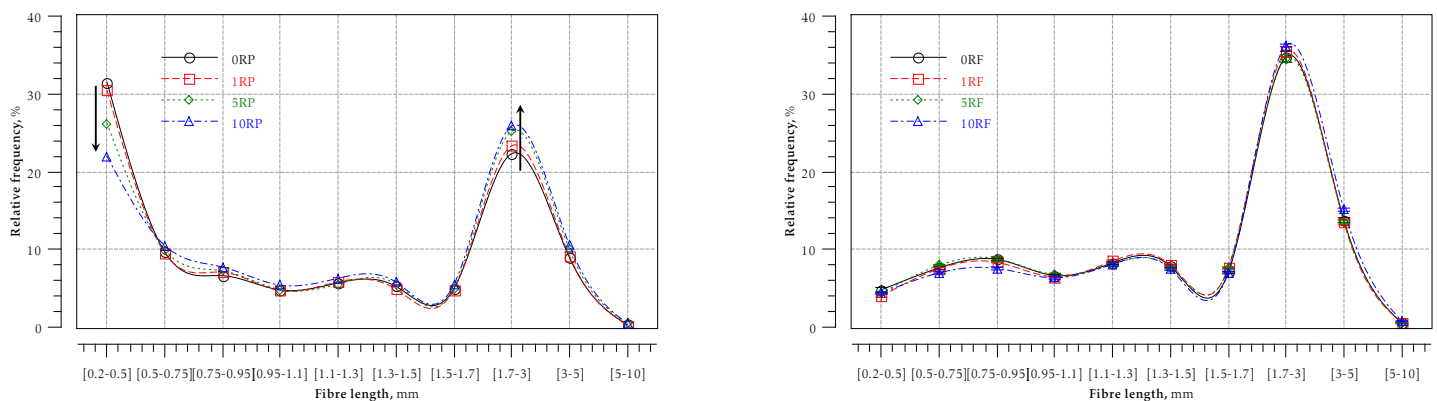 40
30
20
10
0
Relative frequency, %
0RP
1RP
5RP
10RP
[0.2-0.5] [0.5-0.75] [0.75-0.95] [0.95-1.1] [1.1-1.3] [1.3-1.5] [1.5-1.7] [1.7-3] [3-5] [5-10]
Fibre length, mm
40
30
20
10
0
Relative frequency, %
0RF
1RF
5RF
10RF
[0.2-0.5] [0.5-0.75] [0.75-0.95] [0.95-1.1] [1.1-1.3] [1.3-1.5] [1.5-1.7] [1.7-3] [3-5] [5-10]
Fibre length, mm